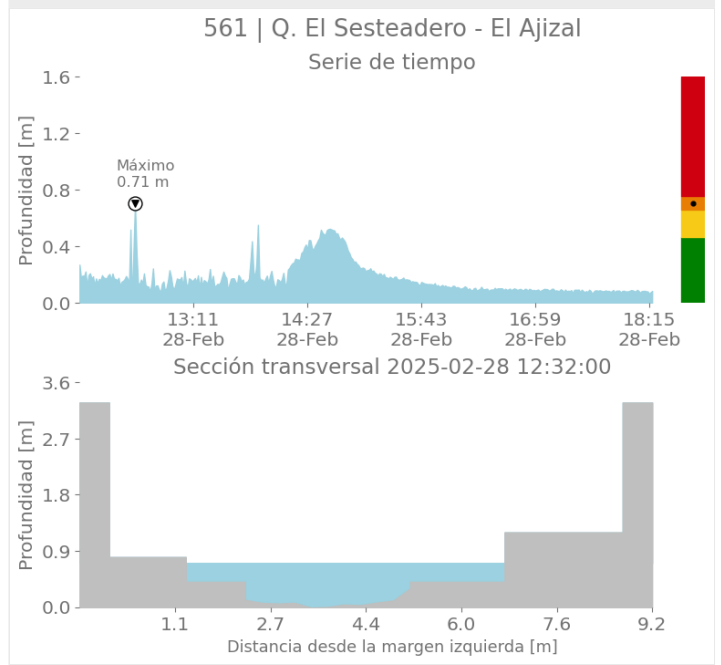 561 | Q. El Sesteadero - El Ajizal
Serie de tiempo
Profundidad [m]
1.6
1.2
0.8
0.4
0.0
Máximo
0.71 m
13:11 14:27 15:43 16:59 18:15
28-Feb 28-Feb 28-Feb 28-Feb 28-Feb
Sección transversal 2025-02-28 12:32:00
Profundidad [m]
3.6
2.7
1.8
0.9
0.0
1.1 2.7 4.4 6.0 7.6 9.2
Distancia desde la margen izquierda [m]